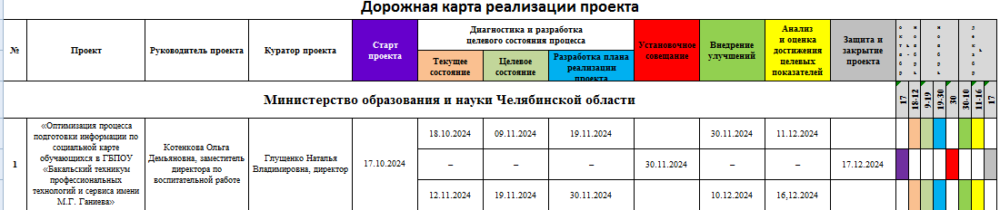 Дорожная карта реализации проекта
№
Проект
Руководитель проекта
Куратор проекта
Старт
проекта
Диагностика и разработка
целевого состояния процесса
Текущее
состояние
Целевое
состояние
Разработка плана
реализации
проекта
Установочное
совещание
Внедрение
улучшений
Анализ
и оценка
достижения
целевых
показателей
Защита и
закрытие
проекта
Министерство образования и науки Челябинской области
17
18-12
9-19
19-30
30
30-10
11-16
17
1
«Оптимизация процесса
подготовки информации по
социальной карте
обучающихся в ГБПОУ
«Бакальский техникум
профессиональных
технологий и сервиса имени
М.Г. Ганиева»
Котенкова Ольга
Демьяновна, заместитель
директора по
воспитательной работе
Глущенко Наталья
Владимировна, директор
17.10.2024
18.10.2024
–
12.11.2024
09.11.2024
–
19.11.2024
19.11.2024
–
30.11.2024
30.11.2024
30.11.2024
–
10.12.2024
11.12.2024
–
16,12.2024
17.12.2024